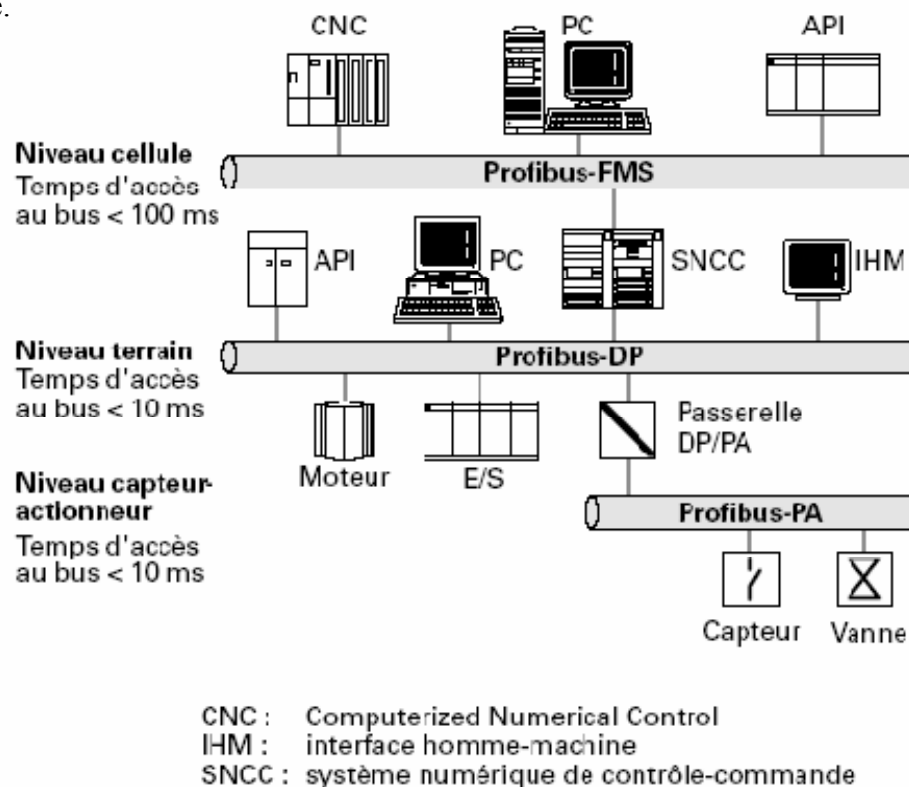 e.
CNC PC API
Niveau cellule
Temps d'accès
au bus < 100 ms
Profibus-FMS
API PC SNCC IHM
Niveau terrain
Temps d'accès
au bus < 10 ms
Profibus-DP
Moteur E/S
Passerelle
DP/PA
Niveau capteur-
actionneur
Temps d'accès
au bus < 10 ms
Profibus-PA
Capteur Vanne
CNC : Computerized Numerical Control
IHM : interface homme-machine
SNCC : système numérique de contrôle-commande